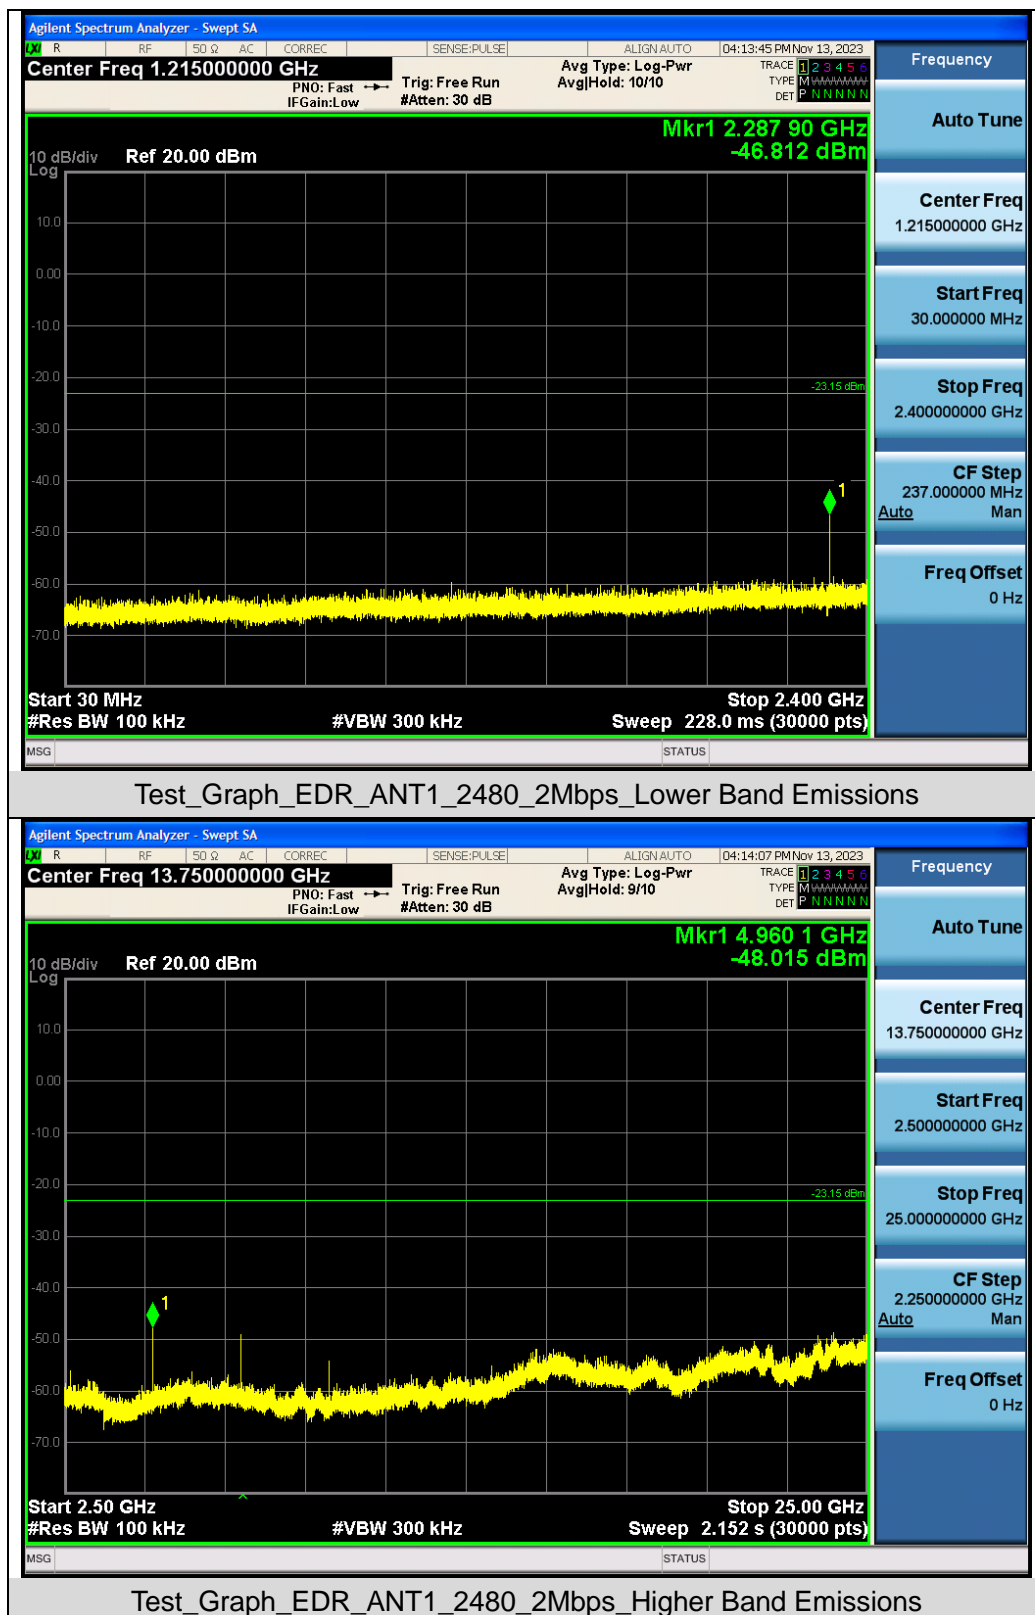 Agilent Spectrum Analyzer - Swept SA
LXI R RF 50 Ω AC CORREC SENSE:PULSE ALIGN AUTO 04:13:45 PM Nov 13, 2023
Center Freq 1.215000000 GHz
PNO: Fast
IFGain:Low
Trig: Free Run
#Atten: 30 dB
Avg Type: Log-Pwr
Avg|Hold: 10/10
TRACE 1 2 3 4 5 6
TYPE M
DET P N N N N N
Mkr1 2.287 90 GHz
-46.812 dBm
10 dB/div Ref 20.00 dBm
Log
10.0
0.00
-10.0
-20.0
-23.15 dBm
-30.0
-40.0
1
-50.0
-60.0
-70.0
Start 30 MHz Stop 2.400 GHz
#Res BW 100 kHz #VBW 300 kHz Sweep 228.0 ms (30000 pts)
MSG STATUS
Frequency
Auto Tune
Center Freq
1.215000000 GHz
Start Freq
30.000000 MHz
Stop Freq
2.400000000 GHz
CF Step
237.000000 MHz
Auto Man
Freq Offset
0 Hz
Test_Graph_EDR_ANT1_2480_2Mbps_Lower Band Emissions
Agilent Spectrum Analyzer - Swept SA
LXI R RF 50 Ω AC CORREC SENSE:PULSE ALIGN AUTO 04:14:07 PM Nov 13, 2023
Center Freq 13.750000000 GHz
PNO: Fast
IFGain:Low
Trig: Free Run
#Atten: 30 dB
Avg Type: Log-Pwr
Avg|Hold: 9/10
TRACE 1 2 3 4 5 6
TYPE M
DET P N N N N N
Mkr1 4.960 1 GHz
-48.015 dBm
10 dB/div Ref 20.00 dBm
Log
10.0
0.00
-10.0
-20.0
-23.15 dBm
-30.0
-40.0
1
-50.0
-60.0
-70.0
Start 2.50 GHz Stop 25.00 GHz
#Res BW 100 kHz #VBW 300 kHz Sweep 2.152 s (30000 pts)
MSG STATUS
Frequency
Auto Tune
Center Freq
13.750000000 GHz
Start Freq
2.500000000 GHz
Stop Freq
25.000000000 GHz
CF Step
2.250000000 GHz
Auto Man
Freq Offset
0 Hz
Test_Graph_EDR_ANT1_2480_2Mbps_Higher Band Emissions